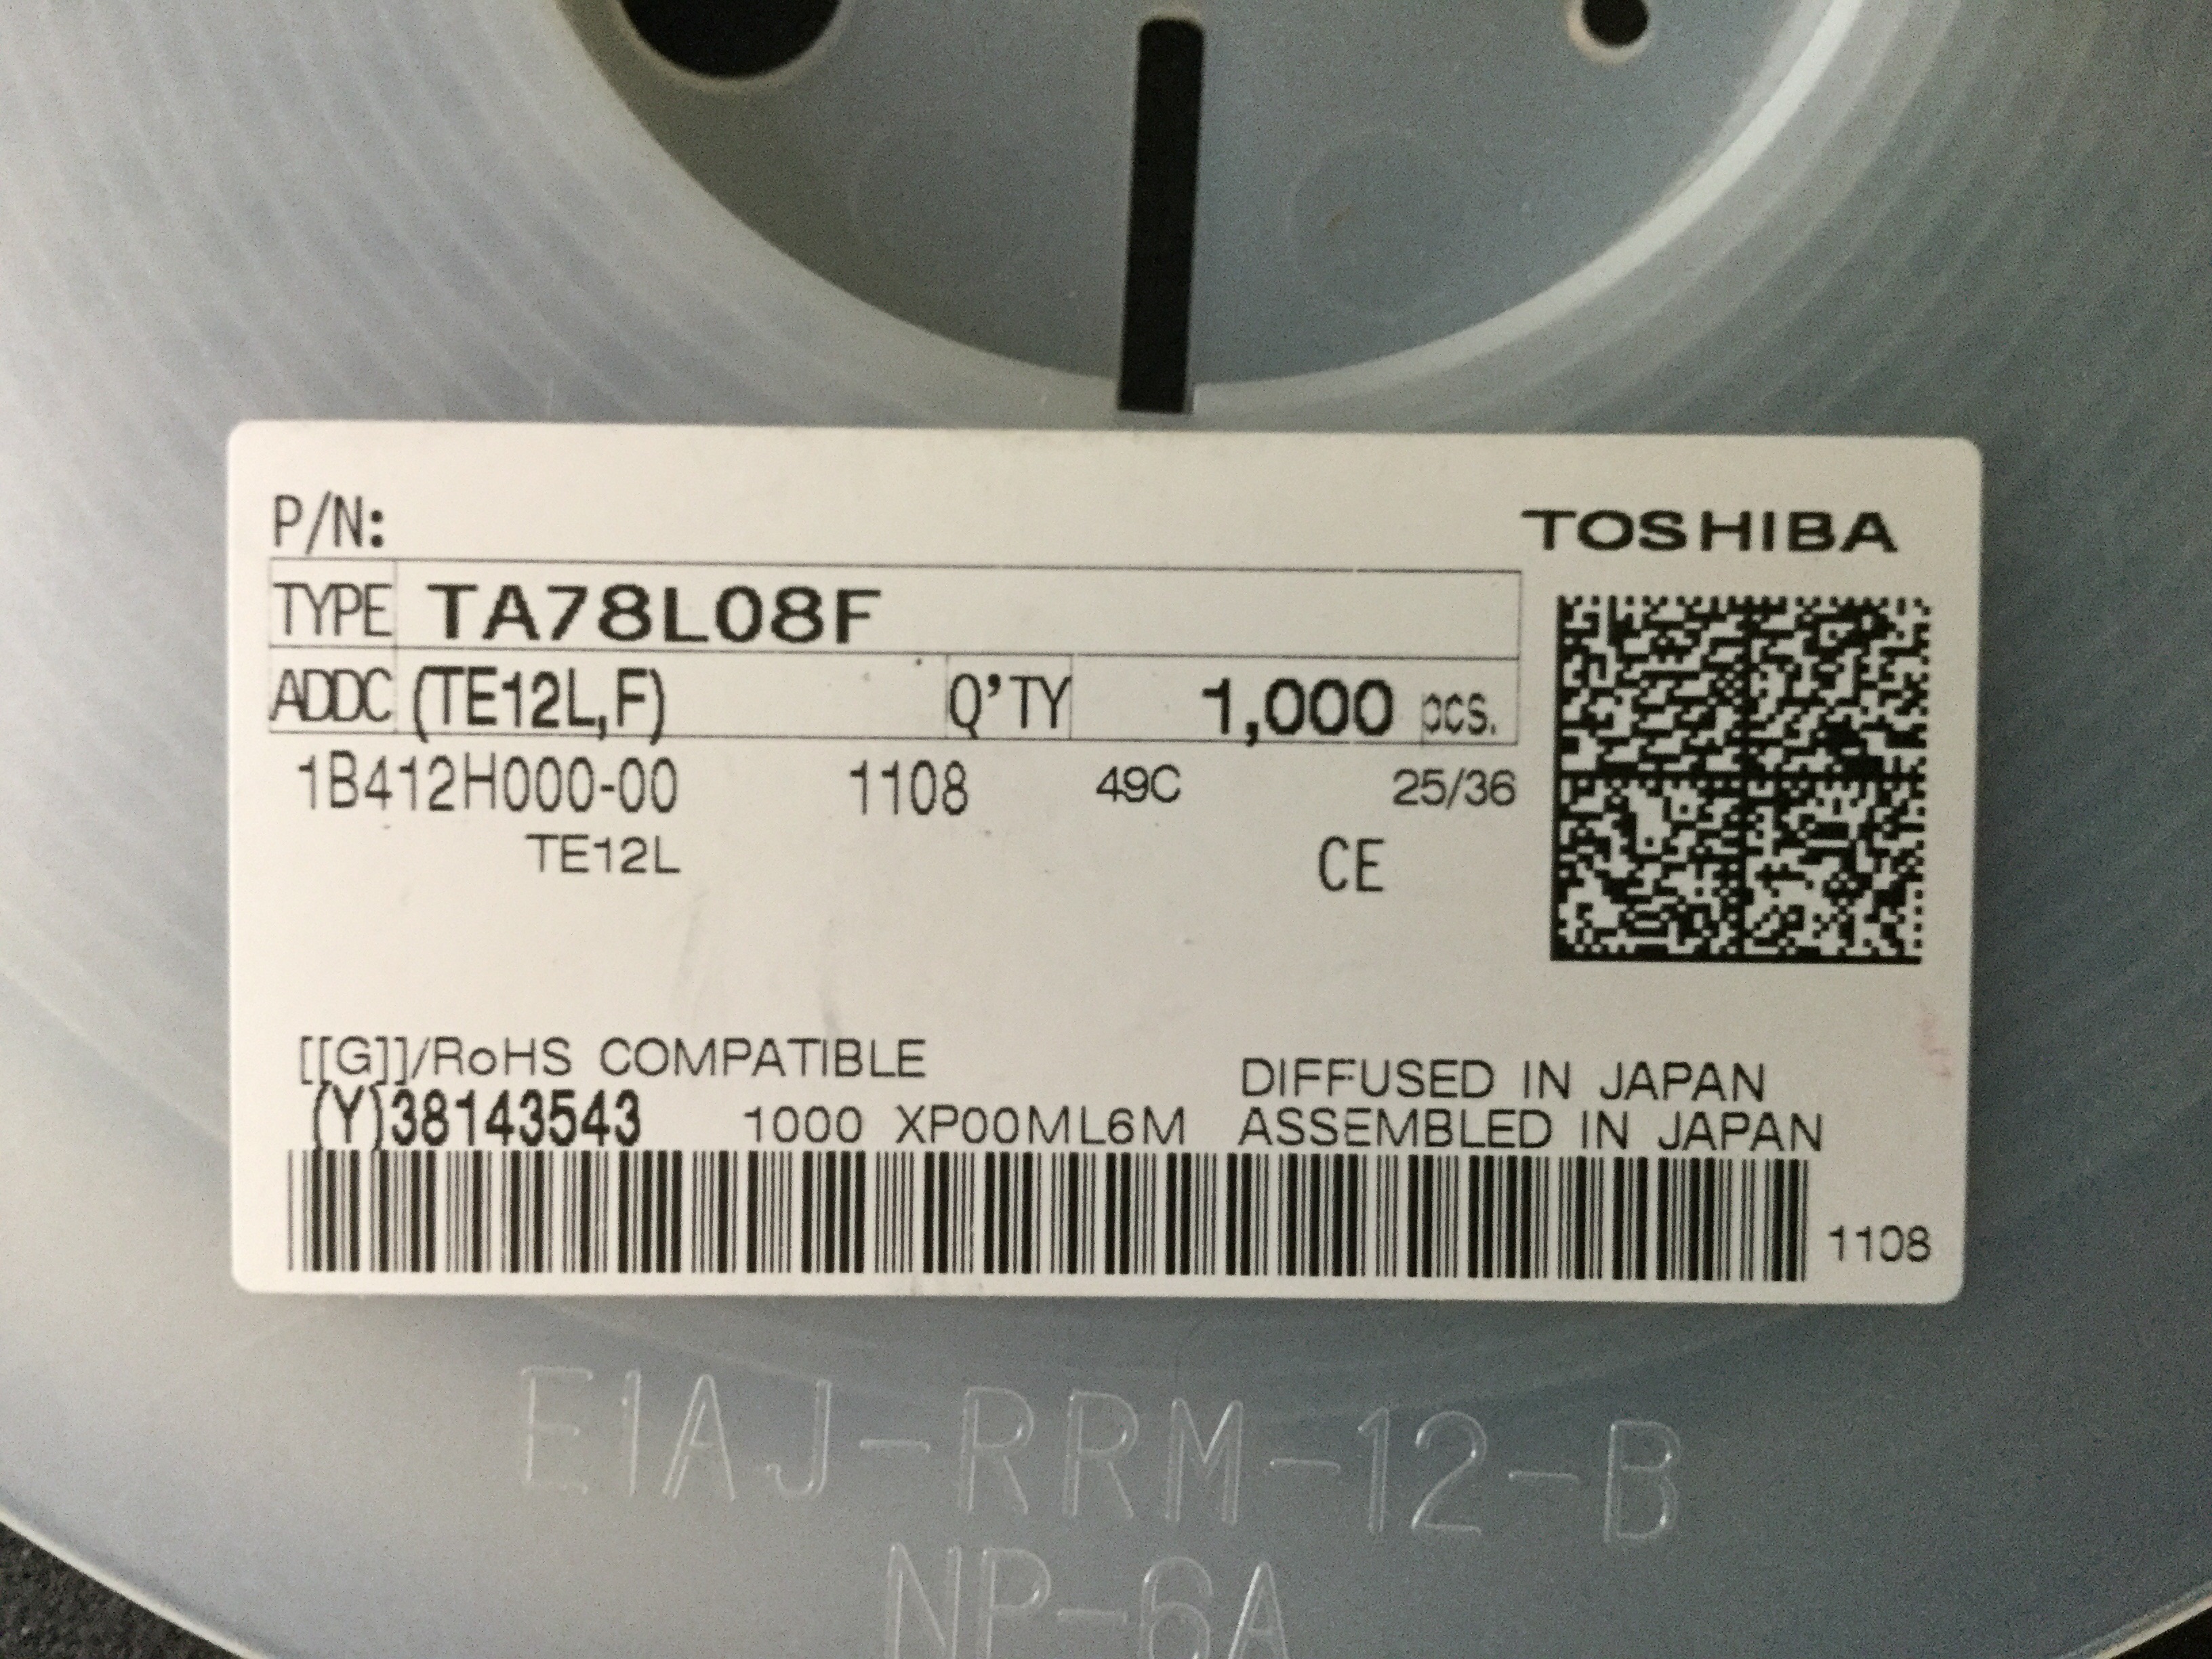 P/N:
TOSHIBA
TYPE TA78L08F
ADDC (TE12L,F) Q'TY 1,000 pcs.
1B412H000-00 1108 49C 25/36
TE12L CE
[[G]]/RoHS COMPATIBLE
DIFFUSED IN JAPAN
(Y)38143543 1000 XP00ML6M ASSEMBLED IN JAPAN
1108
EIAJ-RRM-12-B
NP-6A